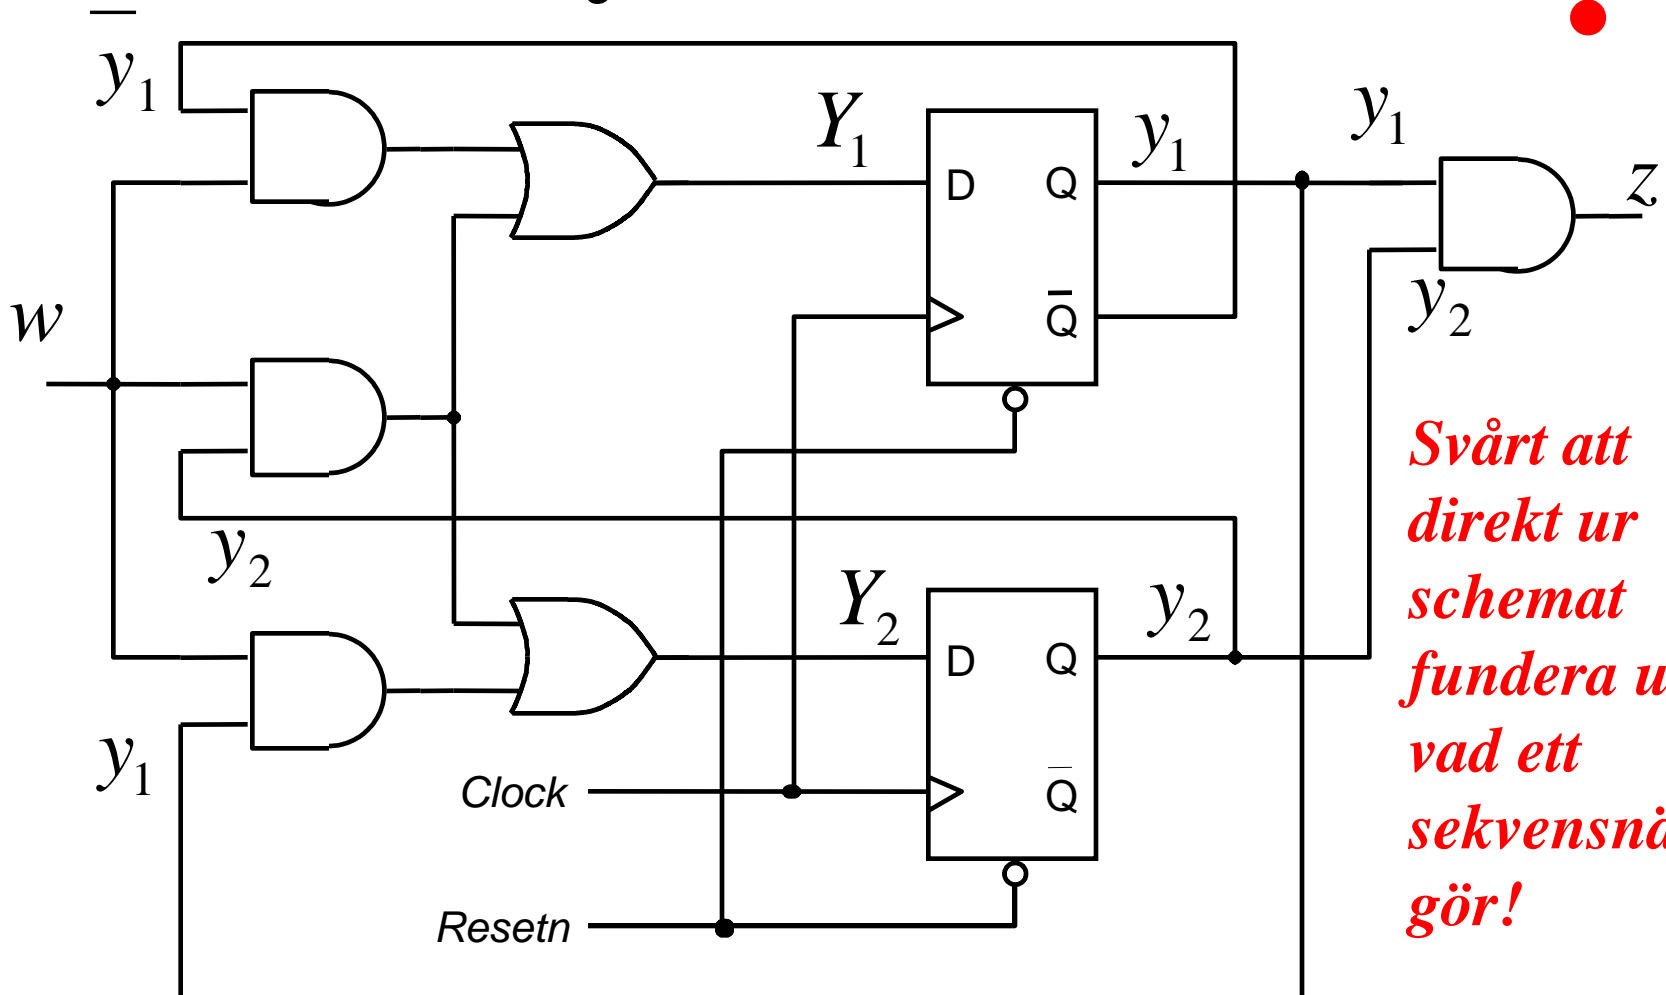 ȳ₁
Y₁
y₁
y₁
z
D
Q
w
Q̄
y₂
Svårt att
direkt ur
schemat
fundera
vad ett
gör!
y₂
Y₂
y₂
D
Q
y₁
Clock
Q̄
Resetn